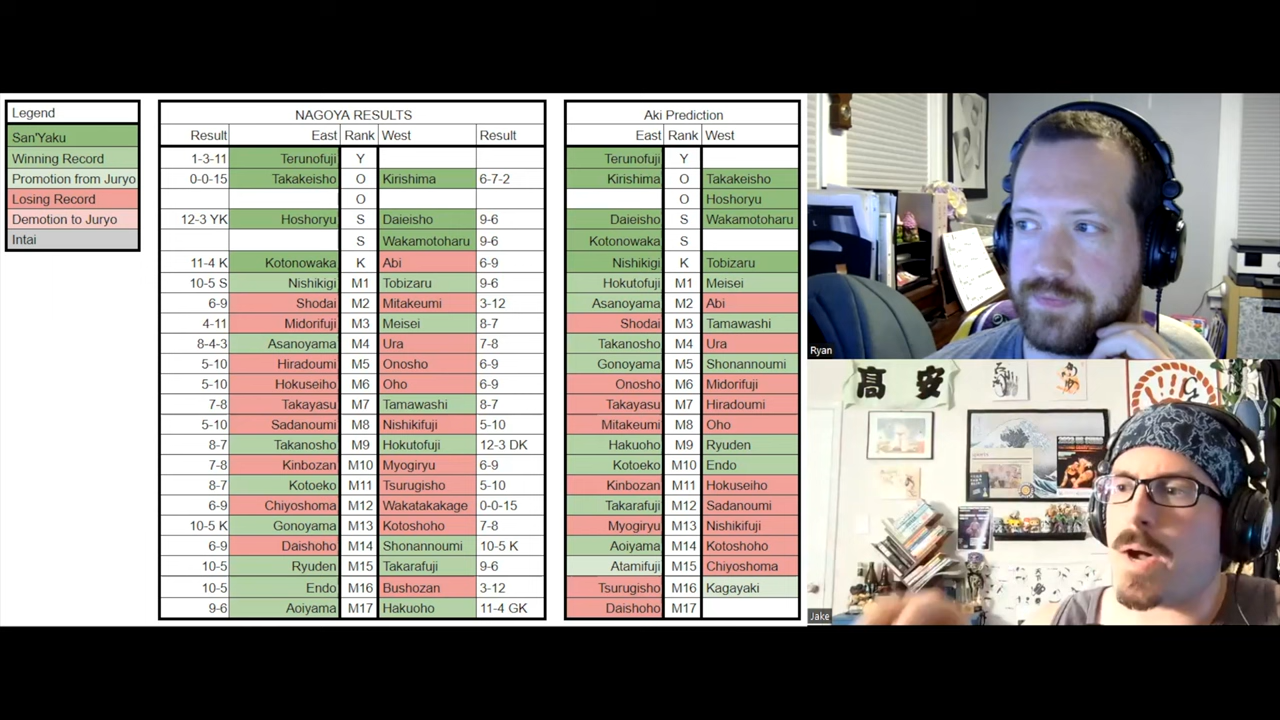 Legend
San'Yaku
Winning Record
Promotion from Juryo
Losing Record
Demotion to Juryo
Intai
NAGOYA RESULTS
Result East Rank West Result
1-3-11 Terunofuji Y
0-0-15 Takakeisho O Kirishima 6-7-2
O
12-3 YK Hoshoryu S Daieisho 9-6
S Wakamotoharu 9-6
11-4 K Kotonowaka K Abi 6-9
10-5 S Nishikigi M1 Tobizaru 9-6
6-9 Shodai M2 Mitakeumi 3-12
4-11 Midorifuji M3 Meisei 8-7
8-4-3 Asanoyama M4 Ura 7-8
5-10 Hiradoumi M5 Onosho 6-9
5-10 Hokuseiho M6 Oho 6-9
7-8 Takayasu M7 Tamawashi 8-7
5-10 Sadanoumi M8 Nishikifuji 5-10
8-7 Takanosho M9 Hokutofuji 12-3 DK
7-8 Kinbozan M10 Myogiryu 6-9
8-7 Kotoeko M11 Tsurugisho 5-10
6-9 Chiyoshoma M12 Wakatakakage 0-0-15
10-5 K Gonoyama M13 Kotoshoho 7-8
6-9 Daishoho M14 Shonannoumi 10-5 K
10-5 Ryuden M15 Takarafuji 9-6
10-5 Endo M16 Bushozan 3-12
9-6 Aoiyama M17 Hakuoho 11-4 GK
Aki Prediction
East Rank West
Terunofuji Y
Kirishima O Takakeisho
O Hoshoryu
Daieisho S Wakamotoharu
Kotonowaka S
Nishikigi K Tobizaru
Hokutofuji M1 Meisei
Asanoyama M2 Abi
Shodai M3 Tamawashi
Takanosho M4 Ura
Gonoyama M5 Shonannoumi
Onosho M6 Midorifuji
Takayasu M7 Hiradoumi
Mitakeumi M8 Oho
Hakuoho M9 Ryuden
Kotoeko M10 Endo
Kinbozan M11 Hokuseiho
Takarafuji M12 Sadanoumi
Myogiryu M13 Nishikifuji
Aoiyama M14 Kotoshoho
Atamifuji M15 Chiyoshoma
Tsurugisho M16 Kagayaki
Daishoho M17
Ryan
高安
Jake